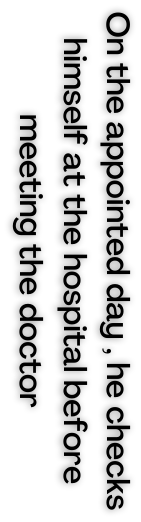 On the appointed day , he checks
himself at the hospital before
meeting the doctor